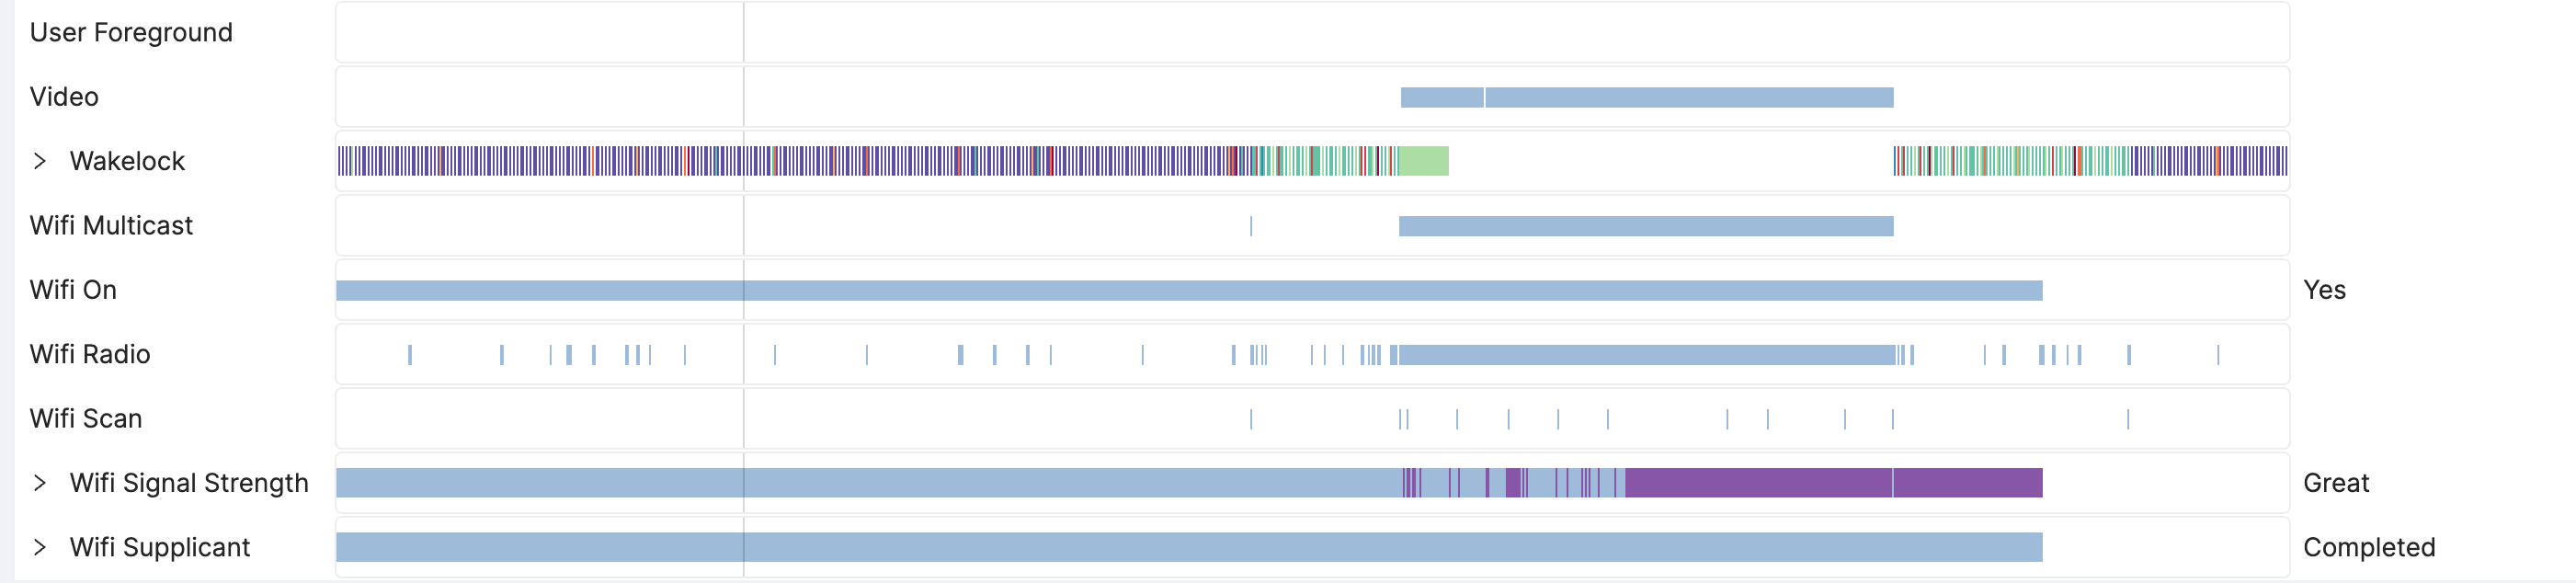 User Foreground
Video
Wakelock
Wifi Multicast
Wifi On Yes
Wifi Radio
Wifi Scan
Wifi Signal Strength Great
Wifi Supplicant Completed